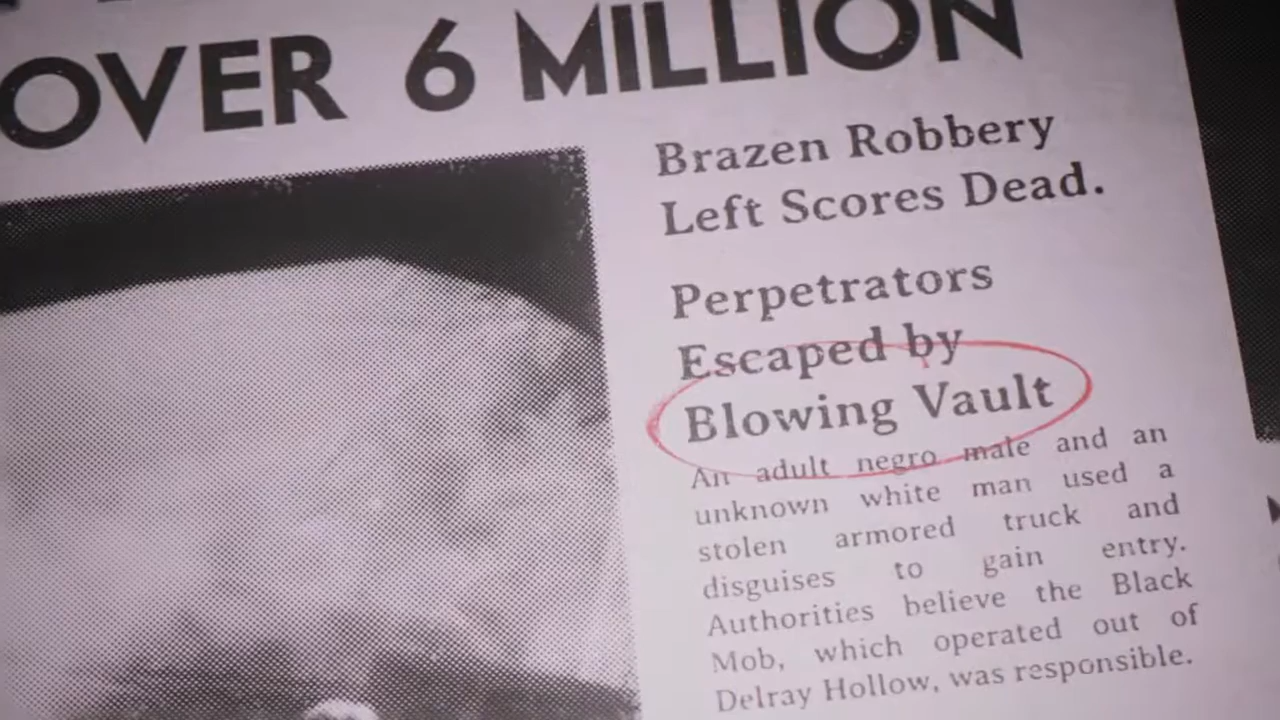 OVER 6 MILLION
Brazen Robbery
Left Scores Dead.
Perpetrators
Escaped by
Blowing Vault
An adult negro male and an
unknown white man used a
stolen armored truck and
disguises to gain entry.
Authorities believe the Black
Mob, which operated out of
Delray Hollow, was responsible.